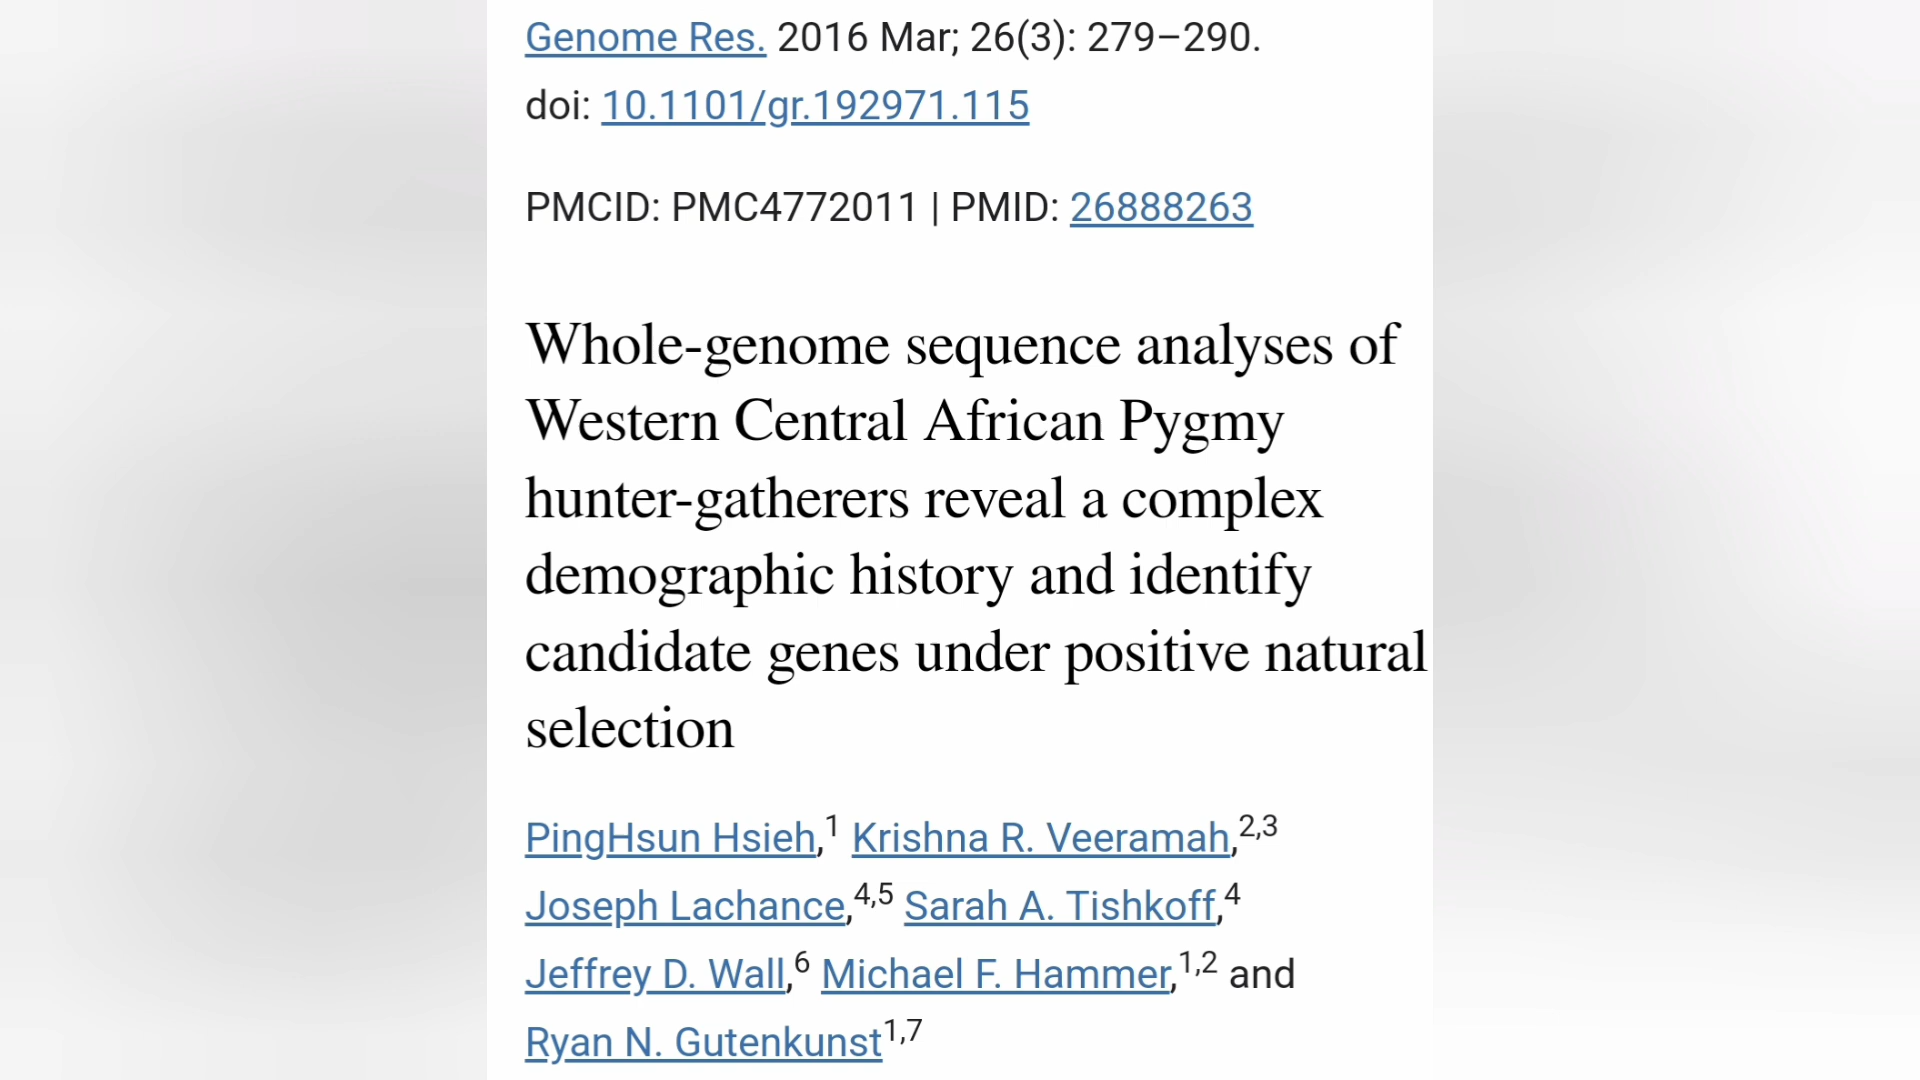 Genome Res. 2016 Mar; 26(3): 279–290.
doi: 10.1101/gr.192971.115
PMCID: PMC4772011 | PMID: 26888263
Whole-genome sequence analyses of
Western Central African Pygmy
hunter-gatherers reveal a complex
demographic history and identify
candidate genes under positive natural
selection
PingHsun Hsieh,1 Krishna R. Veeramah,2,3
Joseph Lachance,4,5 Sarah A. Tishkoff,4
Jeffrey D. Wall,6 Michael F. Hammer,1,2 and
Ryan N. Gutenkunst1,7